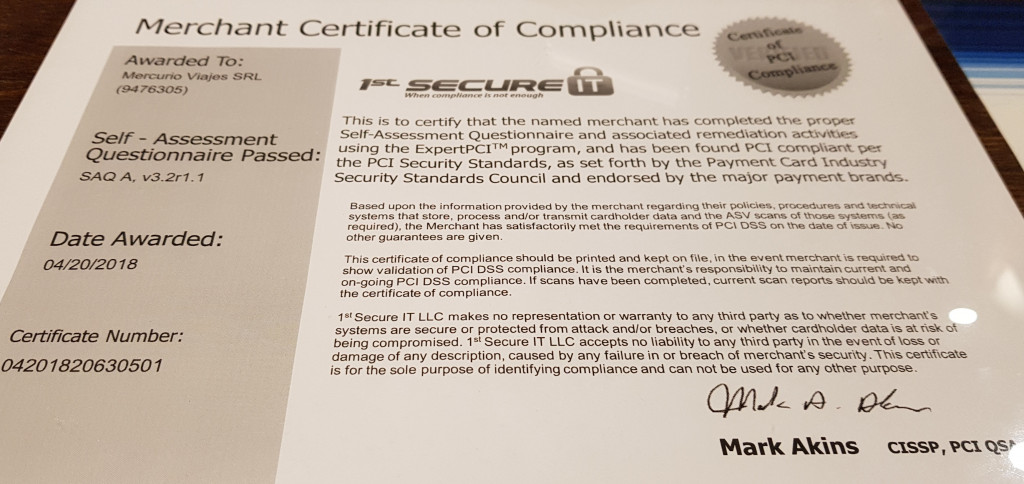 Merchant Certificate of Compliance
Certificate
of
PCI
Compliance
VERIFIED
Awarded To:
Mercurio Viajes SRL
(9476305)
Self - Assessment
Questionnaire Passed:
SAQ A, v3.2r1.1
Date Awarded:
04/20/2018
Certificate Number:
04201820630501
1st SECURE IT
When compliance is not enough
This is to certify that the named merchant has completed the proper
Self-Assessment Questionnaire and associated remediation activities
using the ExpertPCI™ program, and has been found PCI compliant per
the PCI Security Standards, as set forth by the Payment Card Industry
Security Standards Council and endorsed by the major payment brands.
Based upon the information provided by the merchant regarding their policies, procedures and technical
systems that store, process and/or transmit cardholder data and the ASV scans of those systems (as
required), the Merchant has satisfactorily met the requirements of PCI DSS on the date of issue. No
other guarantees are given.
This certificate of compliance should be printed and kept on file, in the event merchant is required to
show validation of PCI DSS compliance. It is the merchant's responsibility to maintain current and
on-going PCI DSS compliance. If scans have been completed, current scan reports should be kept with
the certificate of compliance.
1st Secure IT LLC makes no representation or warranty to any third party as to whether merchant's
systems are secure or protected from attack and/or breaches, or whether cardholder data is at risk of
being compromised. 1st Secure IT LLC accepts no liability to any third party in the event of loss or
damage of any description, caused by any failure in or breach of merchant's security. This certificate
is for the sole purpose of identifying compliance and can not be used for any other purpose.
Mark Akins CISSP, PCI QSA